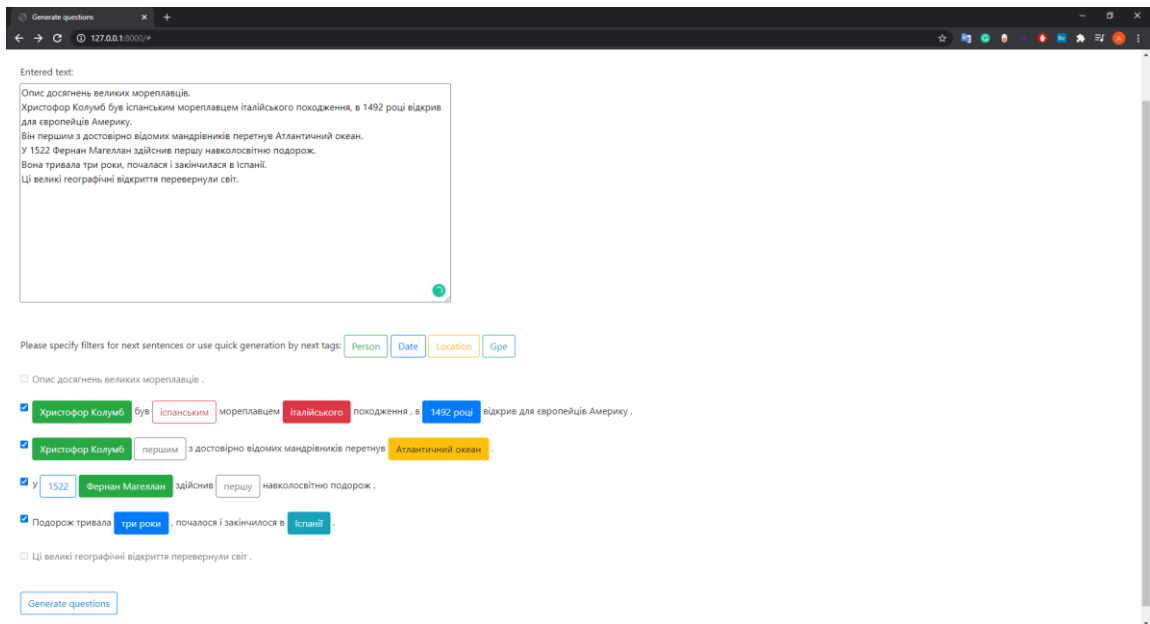 Generate questions
127.0.0.1:8000/#
Entered text:
Опис досягнень великих мореплавців.
Христофор Колумб був іспанським мореплавцем італійського походження, в 1492 році відкрив
для європейців Америку.
Він першим з достовірно відомих мандрівників перетнув Атлантичний океан.
У 1522 Фернан Магеллан здійснив першу навколосвітню подорож.
Вона тривала три роки, почалася і закінчилася в Іспанії.
Ці великі географічні відкриття перевернули світ.
Please specify filters for next sentences or use quick generation by next tags: Person Date Location Gpe
Опис досягнень великих мореплавців .
Христофор Колумб був іспанським мореплавцем італійського походження , в 1492 році відкрив для європейців Америку .
Христофор Колумб першим з достовірно відомих мандрівників перетнув Атлантичний океан .
У 1522 Фернан Магеллан здійснив першу навколосвітню подорож .
Подорож тривала три роки , почалося і закінчилося в Іспанії .
Ці великі географічні відкриття перевернули світ .
Generate questions